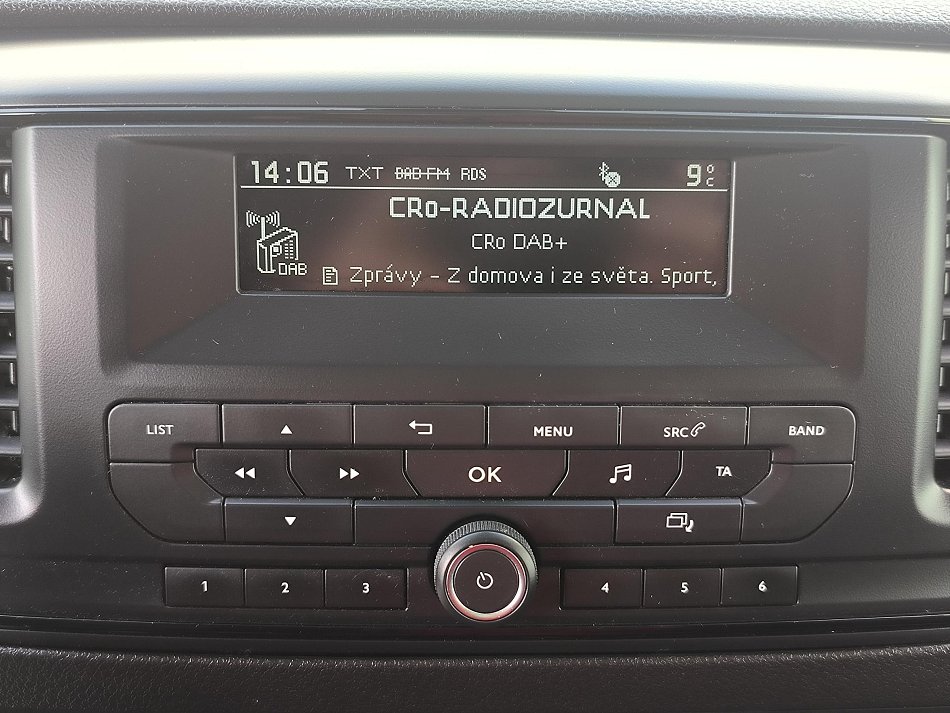 14:06 TXT DAB-FM RDS 9°C
CRo-RADIOZURNAL
CRo DAB+
DAB
Zprávy - Z domova i ze světa. Sport,
LIST MENU SRC BAND
OK TA
1 2 3 4 5 6